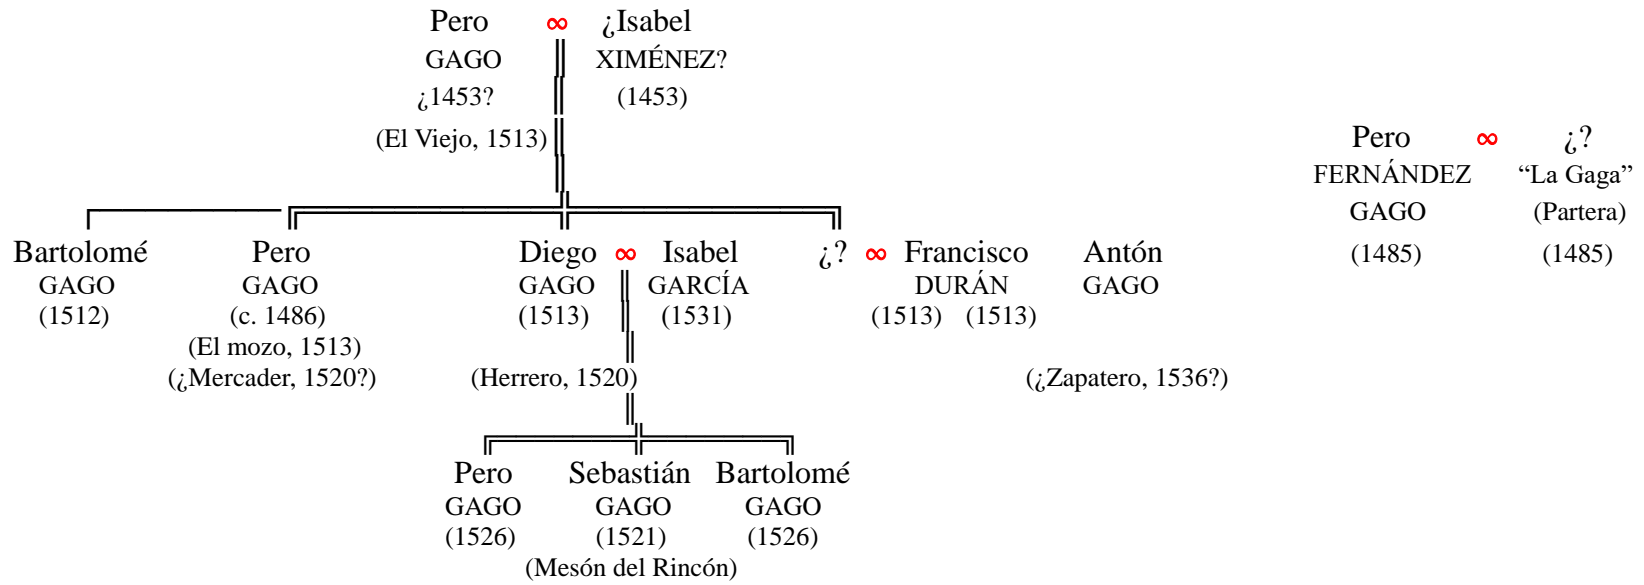 Pero ∞ ¿Isabel
GAGO XIMÉNEZ?
¿1453? (1453)
(El Viejo, 1513)
Pero ∞ ¿?
FERNÁNDEZ “La Gaga”
GAGO (Partera)
(1485) (1485)
Bartolomé Pero Diego ∞ Isabel ¿? ∞ Francisco Antón
GAGO GAGO GAGO GARCÍA DURÁN GAGO
(1512) (c. 1486) (1513) (1531) (1513) (1513)
(El mozo, 1513)
(¿Mercader, 1520?) (Herrero, 1520) (¿Zapatero, 1536?)
Pero Sebastián Bartolomé
GAGO GAGO GAGO
(1526) (1521) (1526)
(Mesón del Rincón)